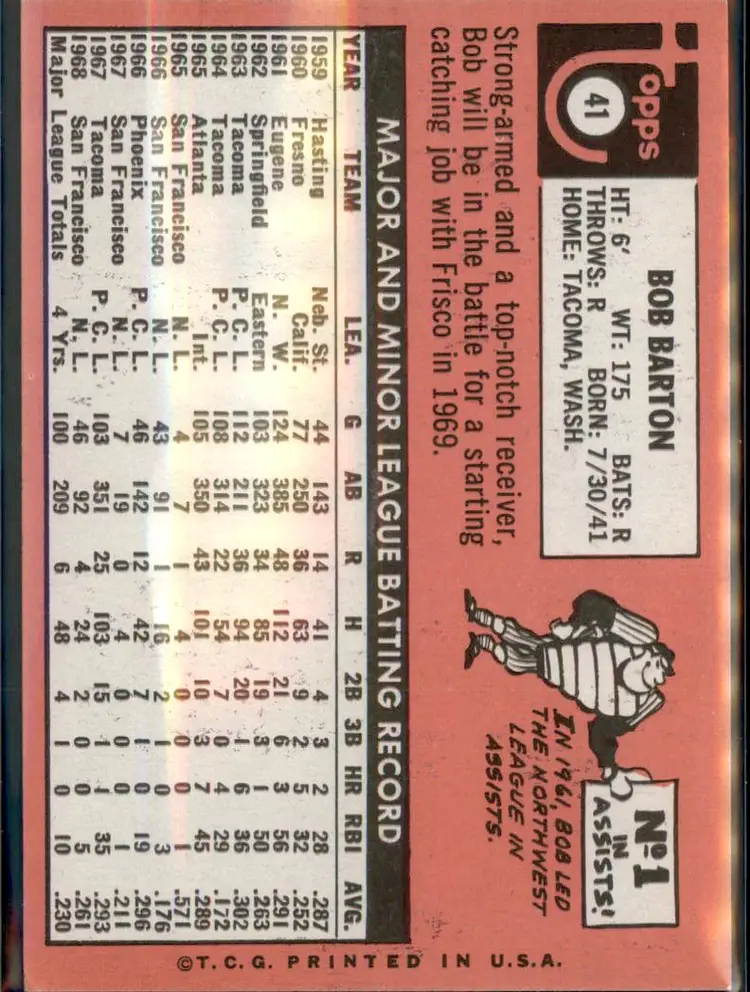 Topps
41
BOB BARTON
HT: 6' WT: 175 BATS: R
THROWS: R BORN: 7/30/41
HOME: TACOMA, WASH.
Strong-armed and a top-notch receiver,
Bob will be in the battle for a starting
catching job with Frisco in 1969.
Nº1
IN
ASSISTS!
IN 1961, BOB LED
THE NORTHWEST
LEAGUE IN
ASSISTS.
MAJOR AND MINOR LEAGUE BATTING RECORD
YEAR TEAM LEA. G AB R H 2B 3B HR RBI AVG.
1959 Hasting Neb. St. 44 143 14 41 4 3 2 28 .287
1960 Fresno Calif. 77 250 36 63 9 2 5 32 .252
1961 Eugene N. W. 124 385 48 112 21 6 3 56 .291
1962 Springfield Eastern 103 323 34 85 19 3 1 50 .263
1963 Tacoma P. C. L. 112 211 36 94 20 1 6 36 .302
1964 Tacoma P. C. L. 108 314 22 54 7 0 4 29 .172
1965 Atlanta Int. 105 350 43 101 10 3 7 45 .289
1965 San Francisco N. L. 4 7 1 4 0 0 0 1 .571
1966 San Francisco N. L. 43 91 1 16 2 1 0 3 .176
1966 Phoenix P. C. L. 46 142 12 42 7 1 0 19 .296
1967 San Francisco N. L. 7 19 0 4 0 0 0 1 .211
1967 Tacoma P. C. L. 103 351 25 103 15 1 1 35 .293
1968 San Francisco N. L. 46 92 4 24 2 0 0 5 .261
Major League Totals 4 Yrs. 100 209 6 48 4 1 0 10 .230
©T. C. G. PRINTED IN U.S.A.